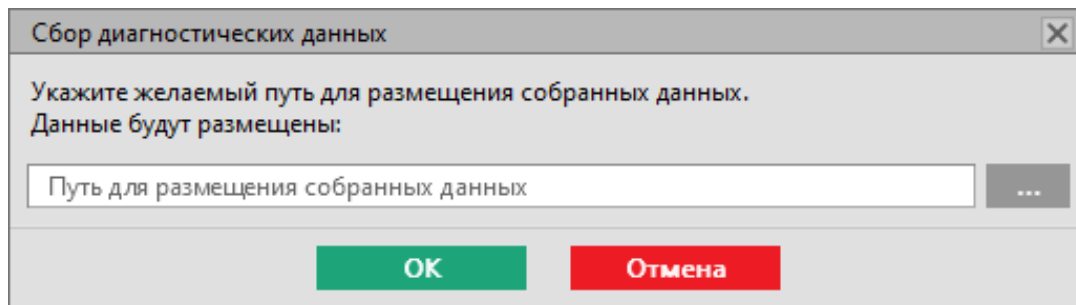 Сбор диагностических данных
Укажите желаемый путь для размещения собранных данных.
Данные будут размещены:
Путь для размещения собранных данных
...
OK
Отмена